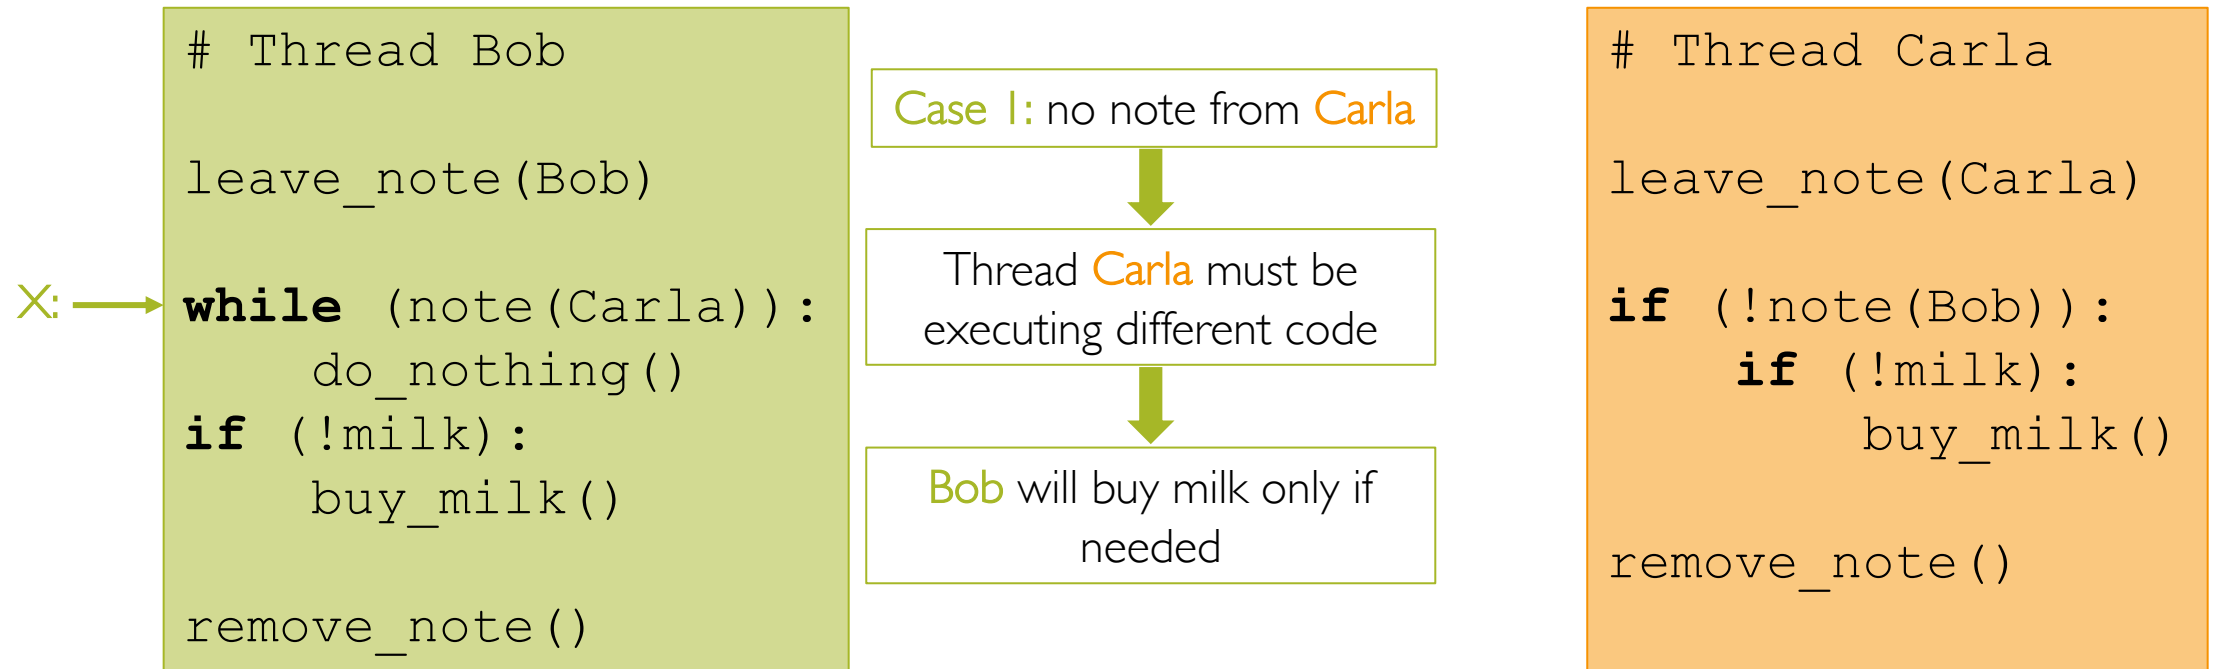 # Thread Bob
leave_note(Bob)
X:
while (note(Carla)):
do_nothing()
if (!milk):
buy_milk()
remove_note()
Case 1: no note from Carla
Thread Carla must be
executing different code
Bob will buy milk only if
needed
# Thread Carla
leave_note(Carla)
if (!note(Bob)):
if (!milk):
buy_milk()
remove_note()